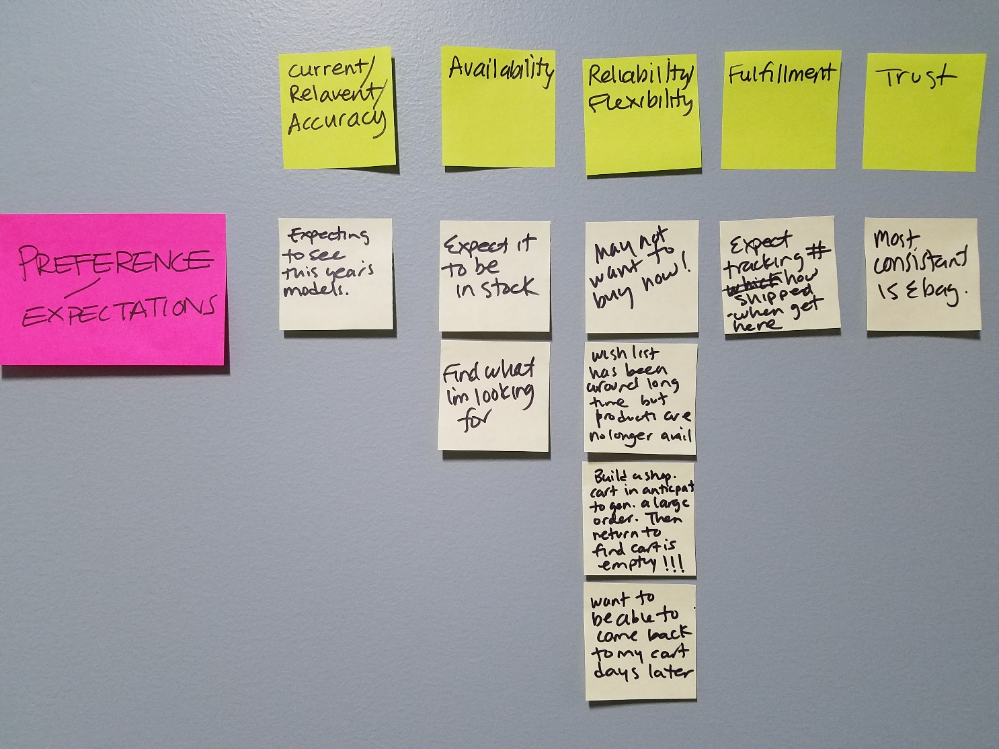 Current/
Relavent/
Accuracy
Availability
Reliability/
Flexibility
Fulfillment
Trust
PREFERENCE
/
EXPECTATIONS
Expecting
to see
this years
models.
Expect it
to be
in stock
Find what
I'm looking
for
May not
want to
buy now!
wish list
has been
around long
time but
products are
no longer avail
Build a shop.
cart in anticpat
to gen. a large
order. Then
return to
find cart is
empty!!!
want to
be able to
come back
to my cart
days later
Expect
tracking #
which how
shipped
-when get
here
Most
consistant
is Ebag.